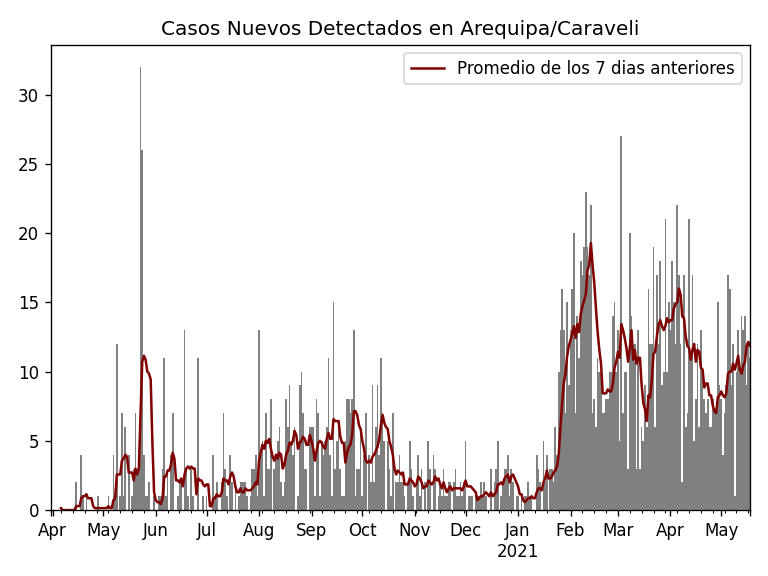 Casos Nuevos Detectados en Arequipa/Caraveli
Promedio de los 7 dias anteriores
30
25
20
15
10
5
0
Apr May Jun Jul Aug Sep Oct Nov Dec Jan Feb Mar Apr May
2021